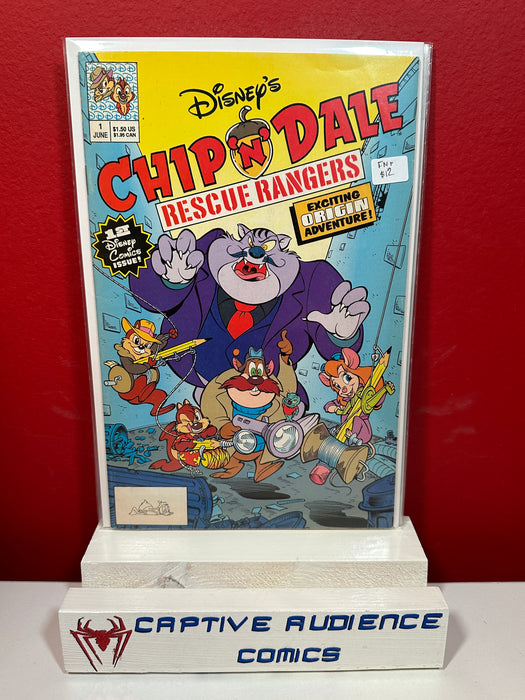 DISNEY'S
CHIP 'N DALE
RESCUE RANGERS
1
JUNE
$1.50 US
$1.95 CAN
FN+
$12
EXCITING
ORIGIN
ADVENTURE!
1st
Disney
Comics
ISSUE!
CAPTIVE AUDIENCE
COMICS